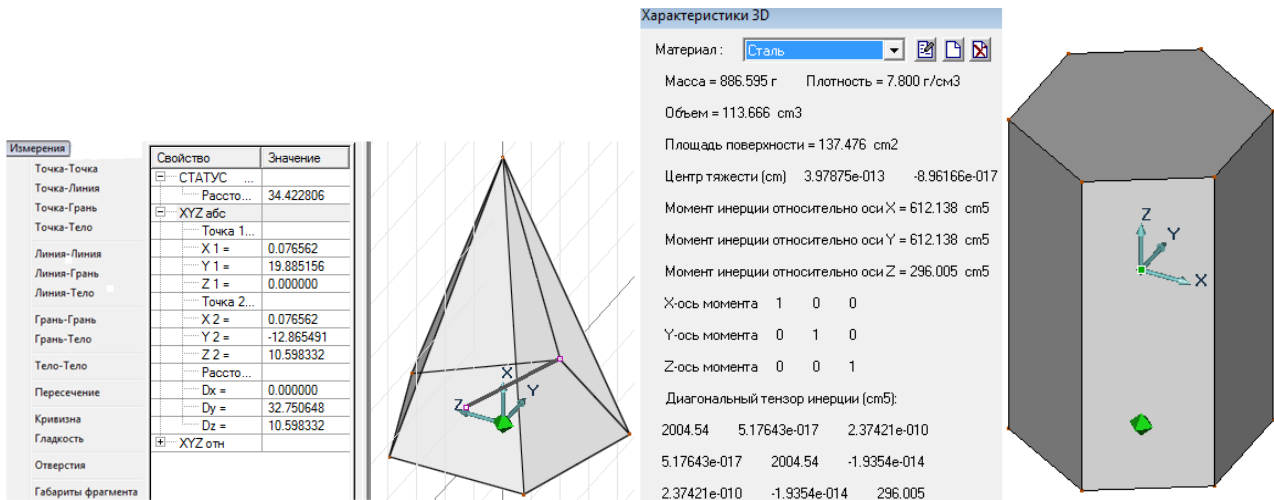 Измерения
Точка-Точка
Точка-Линия
Точка-Грань
Точка-Тело
Линия-Линия
Линия-Грань
Линия-Тело
Грань-Грань
Грань-Тело
Тело-Тело
Пересечение
Кривизна
Гладкость
Отверстия
Габариты фрагмента
Свойство Значение
СТАТУС ...
Рассто... 34.422806
XYZ абс
Точка 1...
X 1 = 0.076562
Y 1 = 19.885156
Z 1 = 0.000000
Точка 2...
X 2 = 0.076562
Y 2 = -12.865491
Z 2 = 10.598332
Рассто...
Dx = 0.000000
Dy = 32.750648
Dz = 10.598332
XYZ отн
X
Y
Z
Характеристики 3D
Материал : Сталь
Масса = 886.595 г Плотность = 7.800 г/см3
Объем = 113.666 cm3
Площадь поверхности = 137.476 cm2
Центр тяжести (cm) 3.97875e-013 -8.96166e-017
Момент инерции относительно оси X = 612.138 cm5
Момент инерции относительно оси Y = 612.138 cm5
Момент инерции относительно оси Z = 296.005 cm5
X-ось момента 1 0 0
Y-ось момента 0 1 0
Z-ось момента 0 0 1
Диагональный тензор инерции (cm5):
2004.54 5.17643e-017 2.37421e-010
5.17643e-017 2004.54 -1.9354e-014
2.37421e-010 -1.9354e-014 296.005
Z
Y
X